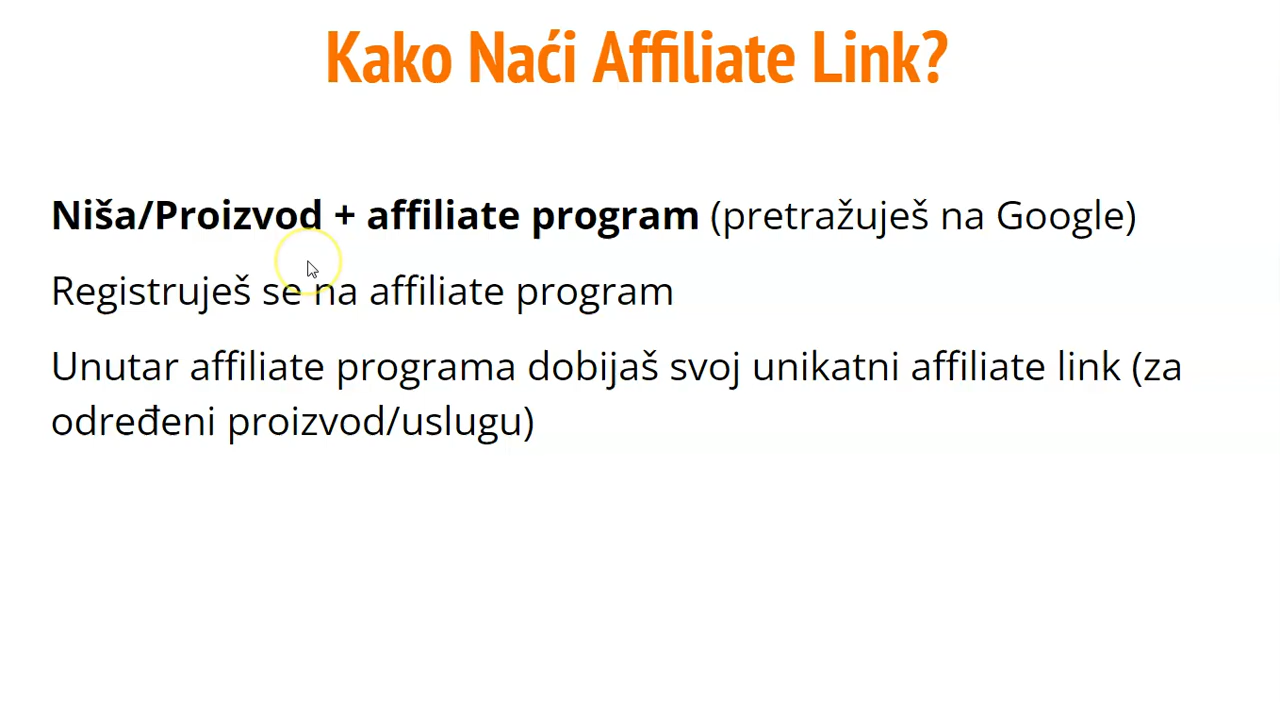 Kako Naći Affiliate Link?
Niša/Proizvod + affiliate program (pretražuješ na Google)
Registruješ se na affiliate program
Unutar affiliate programa dobijaš svoj unikatni affiliate link (za
određeni proizvod/uslugu)